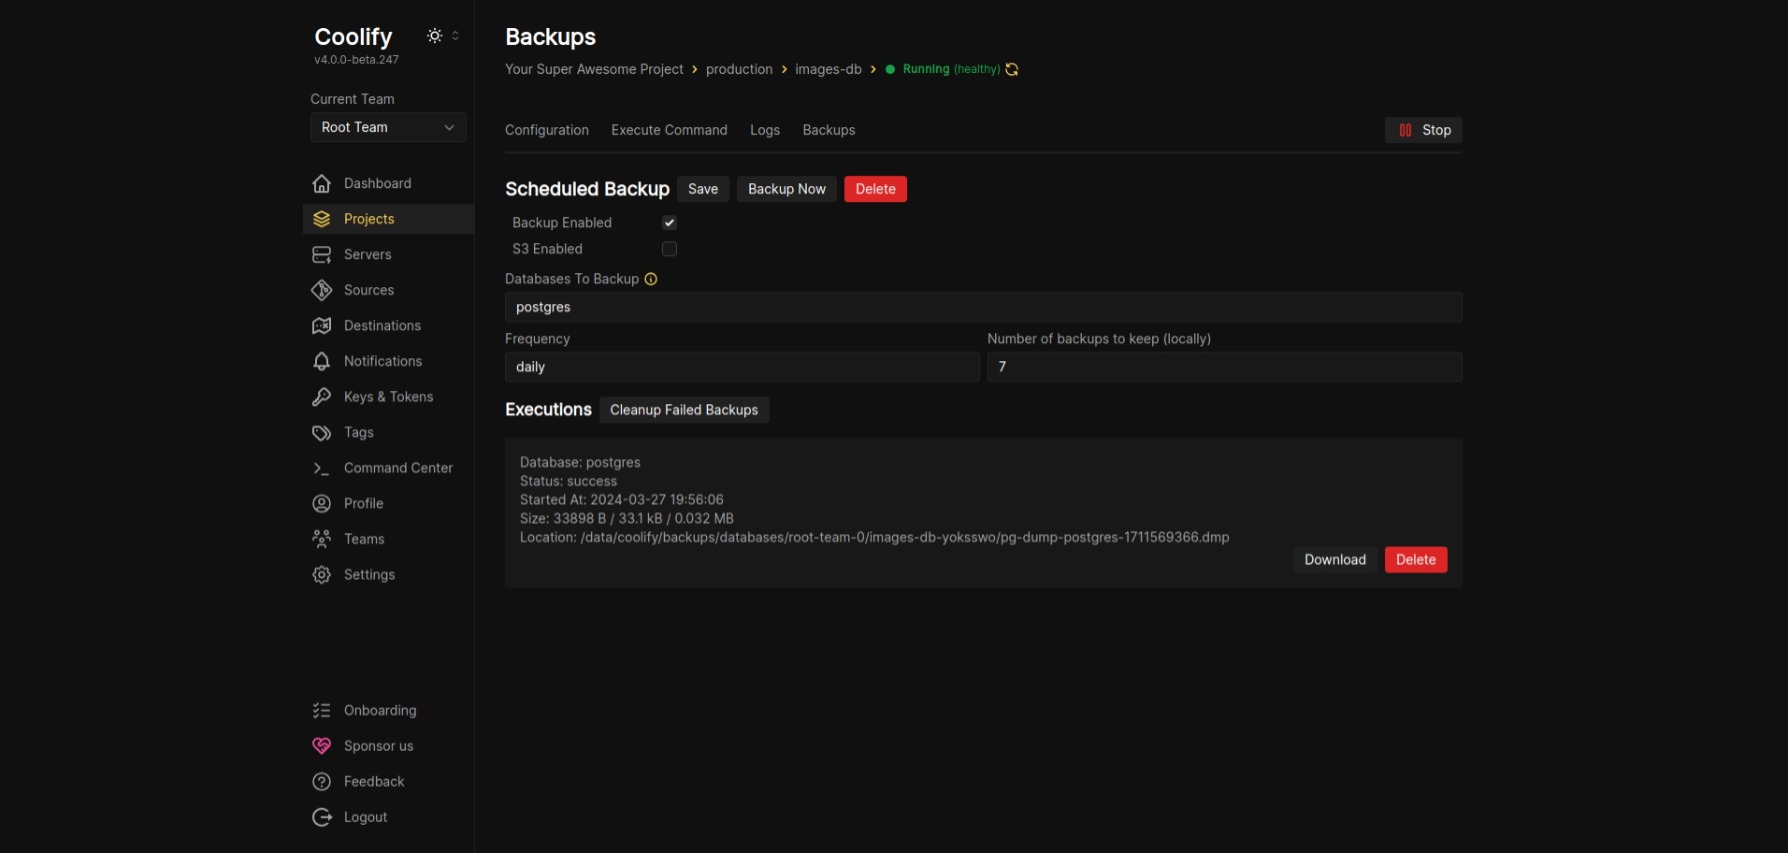 Coolify
v4.0.0-beta.247
Current Team
Root Team
Dashboard
Projects
Servers
Sources
Destinations
Notifications
Keys & Tokens
Tags
Command Center
Profile
Teams
Settings
Onboarding
Sponsor us
Feedback
Logout
Backups
Your Super Awesome Project > production > images-db > Running (healthy)
Configuration Execute Command Logs Backups Stop
Scheduled Backup Save Backup Now Delete
Backup Enabled
S3 Enabled
Databases To Backup
postgres
Frequency Number of backups to keep (locally)
daily 7
Executions Cleanup Failed Backups
Database: postgres
Status: success
Started At: 2024-03-27 19:56:06
Size: 33898 B / 33.1 kB / 0.032 MB
Location: /data/coolify/backups/databases/root-team-0/images-db-yoksswo/pg-dump-postgres-1711569366.dmp
Download Delete